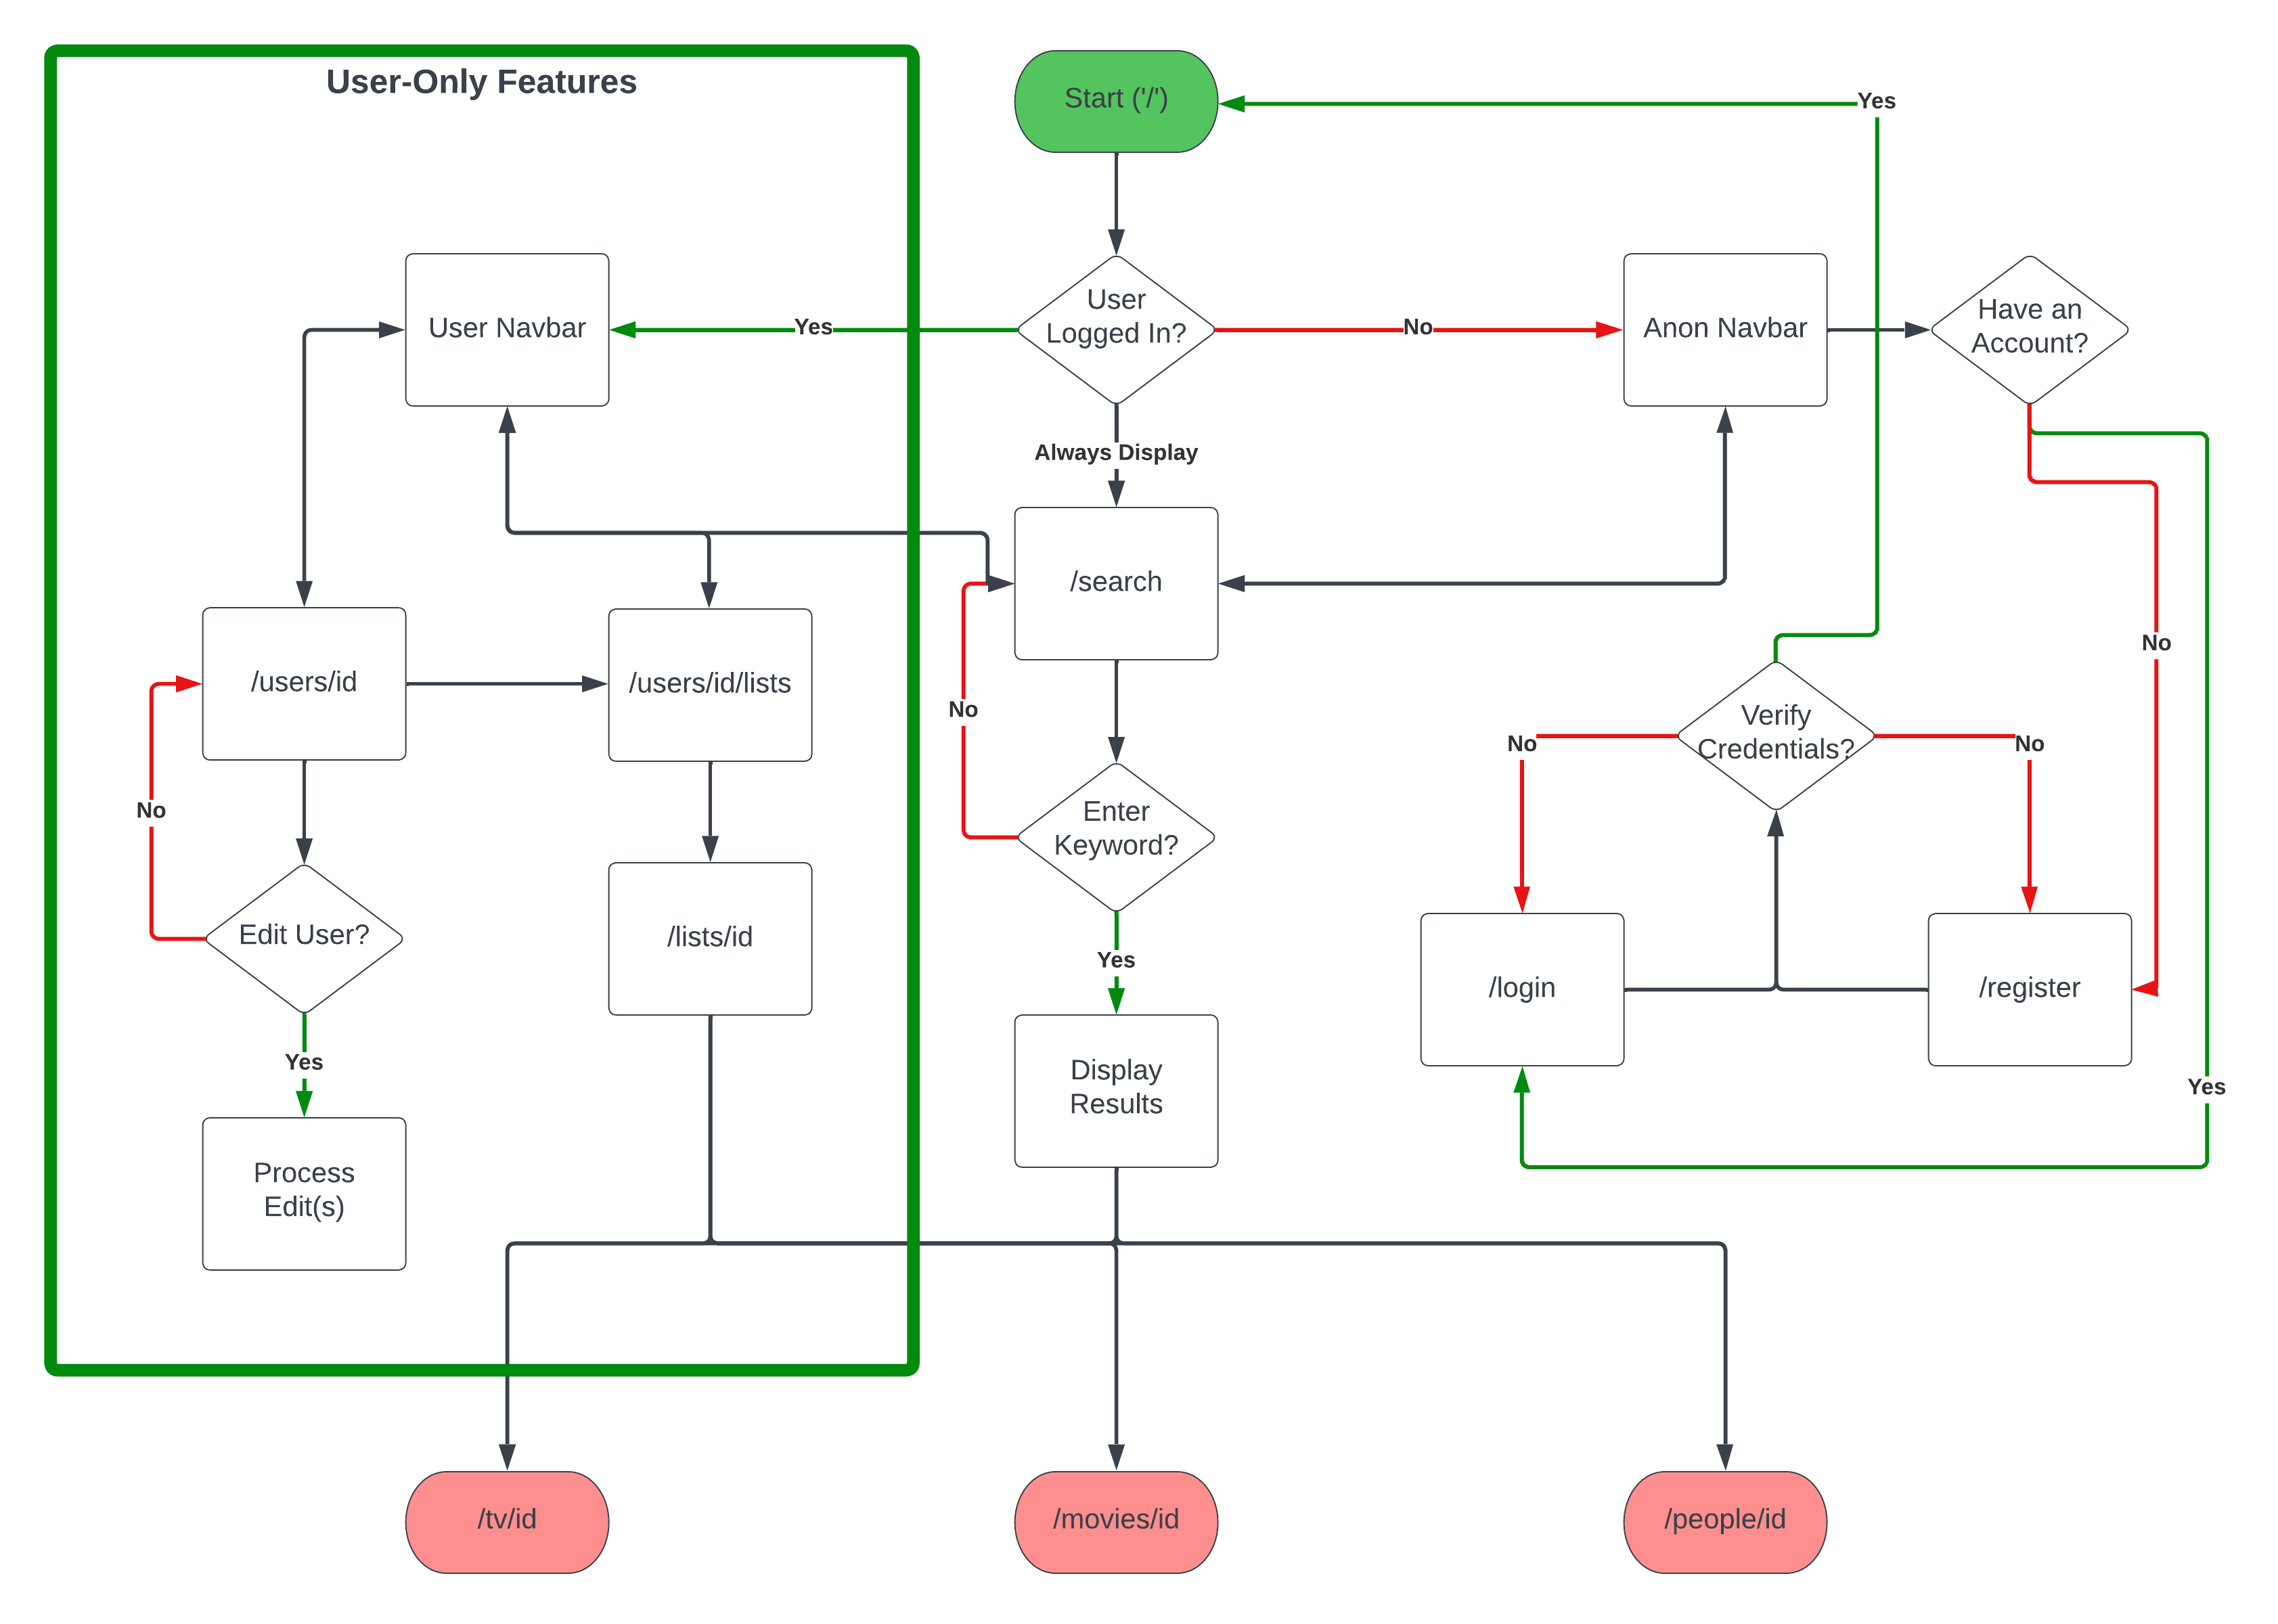 User-Only Features
Start ('/')
Yes
User Navbar
Yes
User
Logged In?
No
Anon Navbar
Have an
Account?
Always Display
/search
No
/users/id
/users/id/lists
No
Verify
Credentials?
No
No
No
Enter
Keyword?
Edit User?
/lists/id
Yes
/login
/register
Yes
Display
Results
Yes
Process
Edit(s)
/tv/id
/movies/id
/people/id